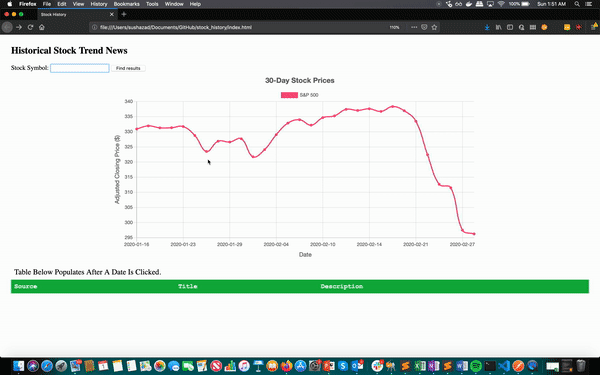 Firefox File Edit View History Bookmarks Tools Window Help 100% Sun 1:51 AM
Stock History
file:///Users/sushazad/Documents/GitHub/stock_history/index.html 110%
Historical Stock Trend News
Stock Symbol: Find results
30-Day Stock Prices
S&P 500
Adjusted Closing Price ($)
340
335
330
325
320
315
310
305
300
295
2020-01-16 2020-01-23 2020-01-29 2020-02-04 2020-02-10 2020-02-14 2020-02-21 2020-02-27
Date
Table Below Populates After A Date Is Clicked.
Source Title Description